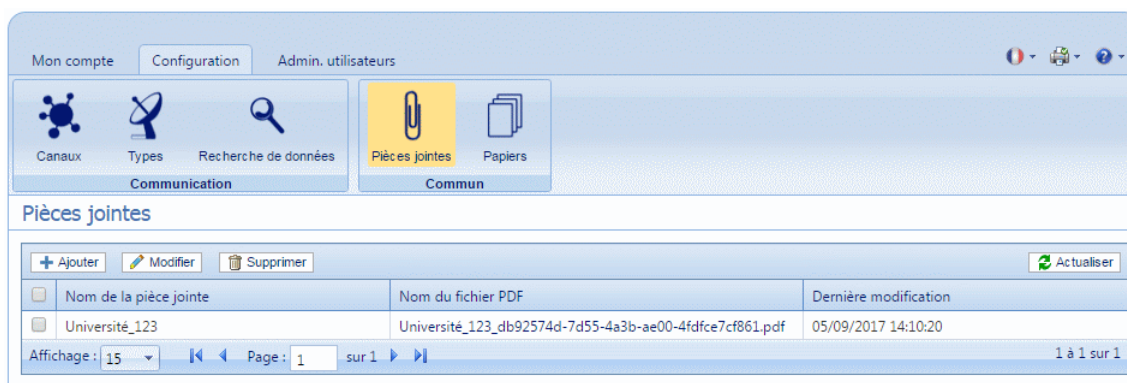 Mon compte Configuration Admin. utilisateurs
Canaux Types Recherche de données Pièces jointes Papiers
Communication Commun
Pièces jointes
Ajouter Modifier Supprimer Actualiser
Nom de la pièce jointe Nom du fichier PDF Dernière modification
Université_123 Université_123_db92574d-7d55-4a3b-ae00-4fdfce7cf861.pdf 05/09/2017 14:10:20
Affichage : 15 Page : 1 sur 1 1 à 1 sur 1